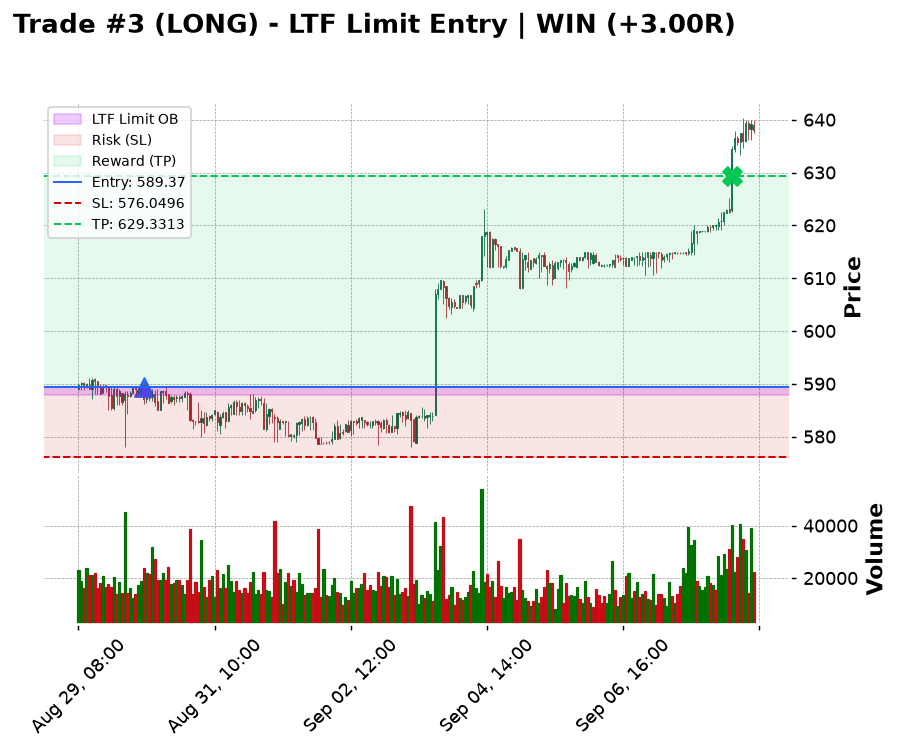 Trade #3 (LONG) - LTF Limit Entry | WIN (+3.00R)
LTF Limit OB
Risk (SL)
Reward (TP)
Entry: 589.37
SL: 576.0496
TP: 629.3313
640
630
620
610
600
590
580
Price
40000
20000
Volume
Aug 29, 08:00
Aug 31, 10:00
Sep 02, 12:00
Sep 04, 14:00
Sep 06, 16:00